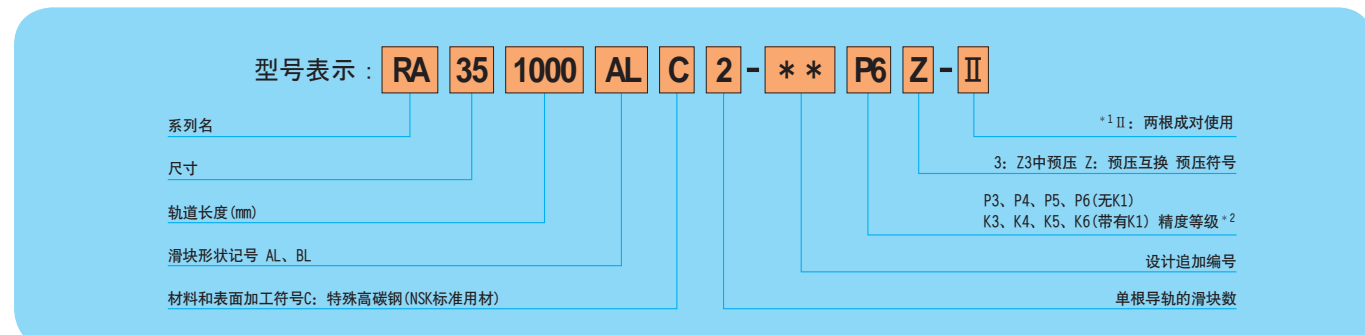 型号表示：RA 35 1000 AL C 2-** P6 Z-Ⅱ
系列名
*1Ⅱ: 两根成对使用
尺寸
3: Z3中预压 Z: 预压互换 预压符号
轨道长度(mm)
P3、P4、P5、P6(无K1)
K3、K4、K5、K6(带有K1) 精度等级*2
滑块形状记号 AL、BL
设计追加编号
材料和表面加工符号C: 特殊高碳钢(NSK标准用材)
单根导轨的滑块数